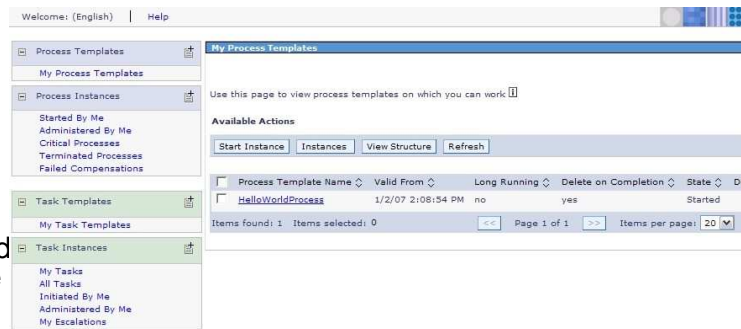 Welcome: (English) Help
Process Templates
My Process Templates
Process Instances
Started By Me
Administered By Me
Critical Processes
Terminated Processes
Failed Compensations
Task Templates
My Task Templates
Task Instances
My Tasks
All Tasks
Initiated By Me
Administered By Me
My Escalations
My Process Templates
Use this page to view process templates on which you can work
Available Actions
Start Instance Instances View Structure Refresh
Process Template Name Valid From Long Running Delete on Completion State D
HelloWorldProcess 1/2/07 2:08:54 PM no yes Started
Items found: 1 Items selected: 0 << Page 1 of 1 >> Items per page: 20